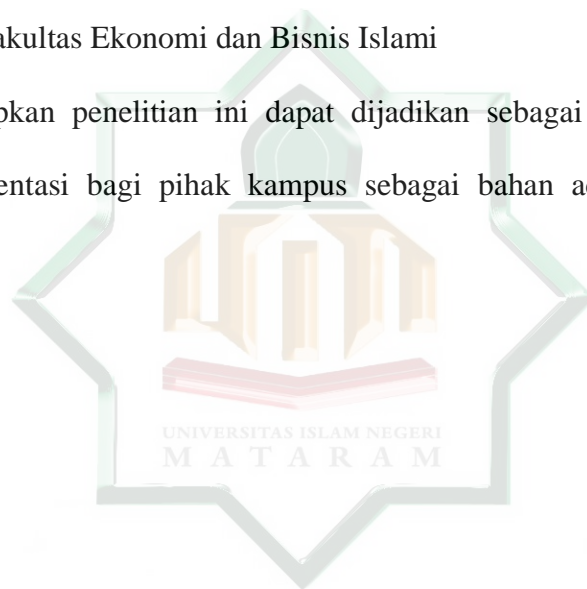 akultas Ekonomi dan Bisnis Islami
pkan penelitian ini dapat dijadikan sebagai
entasi bagi pihak kampus sebagai bahan
UNIVERSITAS ISLAM NEGERI
M A T A R A M